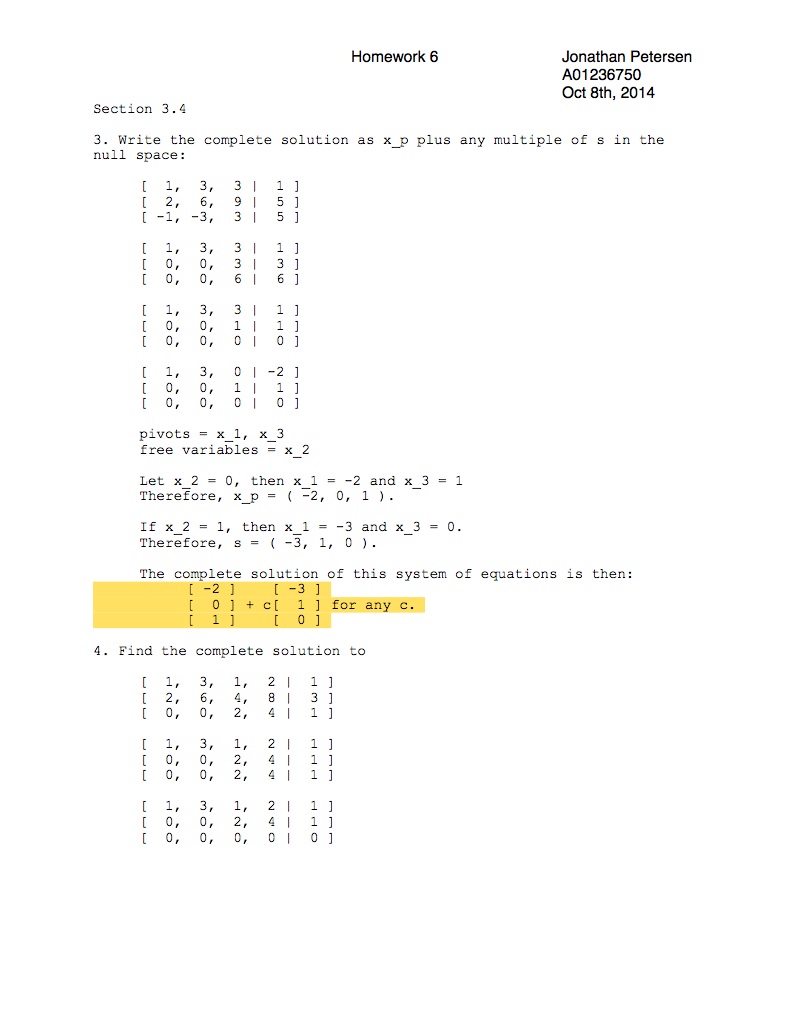 Homework 6
Jonathan Petersen
A01236750
Oct 8th, 2014
Section 3.4
3. Write the complete solution as x_p plus any multiple of s in the
null space:
[  1,  3,  3 |  1 ]
[  2,  6,  9 |  5 ]
[ -1, -3,  3 |  5 ]
[  1,  3,  3 |  1 ]
[  0,  0,  3 |  3 ]
[  0,  0,  6 |  6 ]
[  1,  3,  3 |  1 ]
[  0,  0,  1 |  1 ]
[  0,  0,  0 |  0 ]
[  1,  3,  0 | -2 ]
[  0,  0,  1 |  1 ]
[  0,  0,  0 |  0 ]
pivots = x_1, x_3
free variables = x_2
Let x_2 = 0, then x_1 = -2 and x_3 = 1
Therefore, x_p = ( -2, 0, 1 ).
If x_2 = 1, then x_1 = -3 and x_3 = 0.
Therefore, s = ( -3, 1, 0 ).
The complete solution of this system of equations is then:
[ -2 ]     [ -3 ]
[  0 ] + c[  1 ] for any c.
[  1 ]     [  0 ]
4. Find the complete solution to
[  1,  3,  1,  2 |  1 ]
[  2,  6,  4,  8 |  3 ]
[  0,  0,  2,  4 |  1 ]
[  1,  3,  1,  2 |  1 ]
[  0,  0,  2,  4 |  1 ]
[  0,  0,  2,  4 |  1 ]
[  1,  3,  1,  2 |  1 ]
[  0,  0,  2,  4 |  1 ]
[  0,  0,  0,  0 |  0 ]